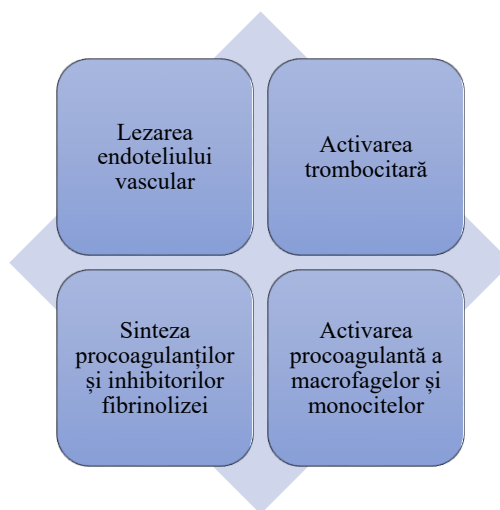 Lezarea
endoteliului
vascular
Activarea
trombocitară
Sinteza
procoagulanților
și inhibitorilor
fibrinolizei
Activarea
procoagulantă a
macrofagelor și
monocitelor